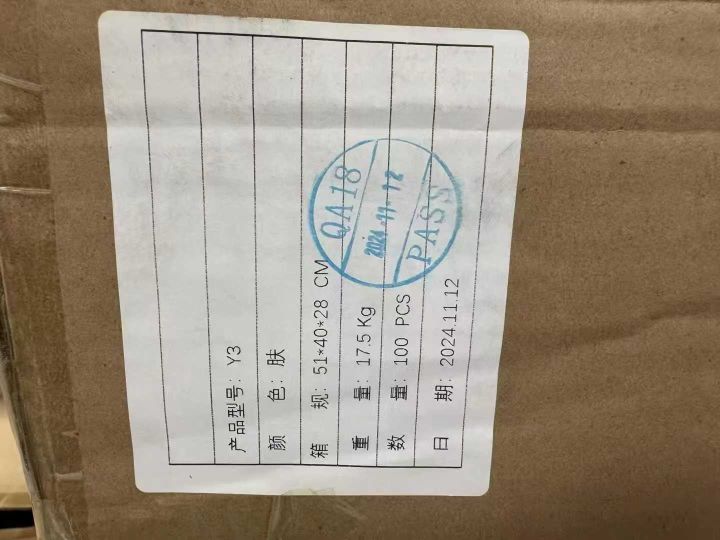 产品型号：Y3
颜 色：肤
箱 规：51*40*28 CM
重 量：17.5 Kg
数 量：100 PCS
日 期：2024.11.12
QA18
2024.11.12
PASS